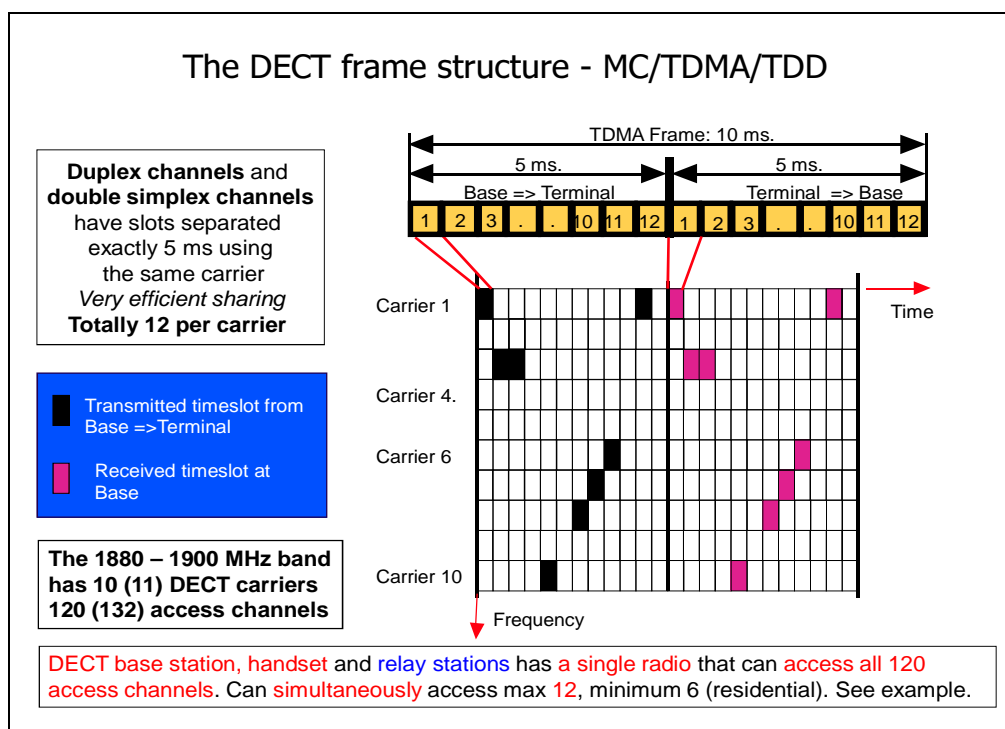 The DECT frame structure - MC/TDMA/TDD
TDMA Frame: 10 ms.
5 ms.
5 ms.
Base => Terminal
Terminal => Base
1 2 3 . . 10 11 12 1 2 3 . . 10 11 12
Duplex channels and
double simplex channels
have slots separated
exactly 5 ms using
the same carrier
Very efficient sharing
Totally 12 per carrier
Carrier 1
Time
Carrier 4.
Carrier 6
Carrier 10
Frequency
Transmitted timeslot from
Base =>Terminal
Received timeslot at
Base
The 1880 – 1900 MHz band
has 10 (11) DECT carriers
120 (132) access channels
DECT base station, handset and relay stations has a single radio that can access all 120
access channels. Can simultaneously access max 12, minimum 6 (residential). See example.